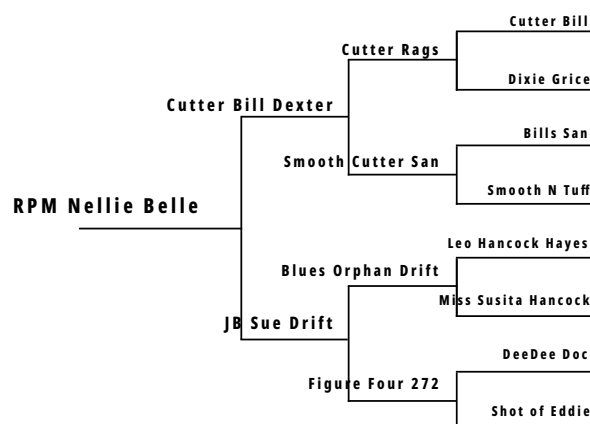 Cutter Bill
Cutter Rags
Dixie Grice
Cutter Bill Dexter
Bills San
Smooth Cutter San
Smooth N Tuff
RPM Nellie Belle
Leo Hancock Hayes
Blues Orphan Drift
Miss Susita Hancock
JB Sue Drift
DeeDee Doc
Figure Four 272
Shot of Eddie